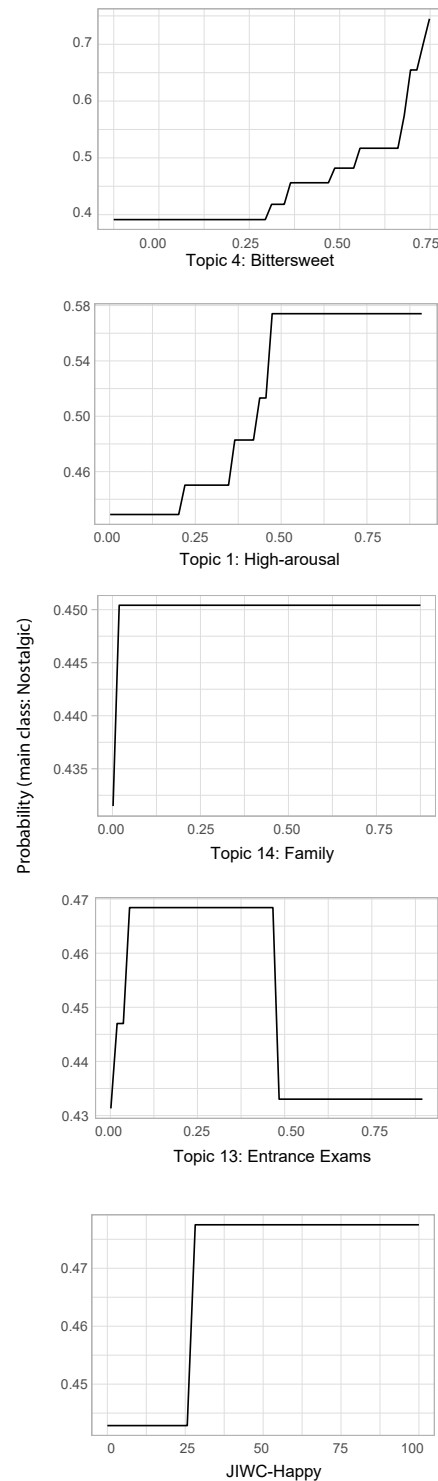 0.7
0.6
0.5
0.4
0.00 0.25 0.50 0.75
Topic 4: Bittersweet
0.58
0.54
0.50
0.46
0.00 0.25 0.50 0.75
Topic 1: High-arousal
Probability (main class: Nostalgic)
0.450
0.445
0.440
0.435
0.00 0.25 0.50 0.75
Topic 14: Family
0.47
0.46
0.45
0.44
0.43
0.00 0.25 0.50 0.75
Topic 13: Entrance Exams
0.47
0.46
0.45
0 25 50 75 100
JIWC-Happy